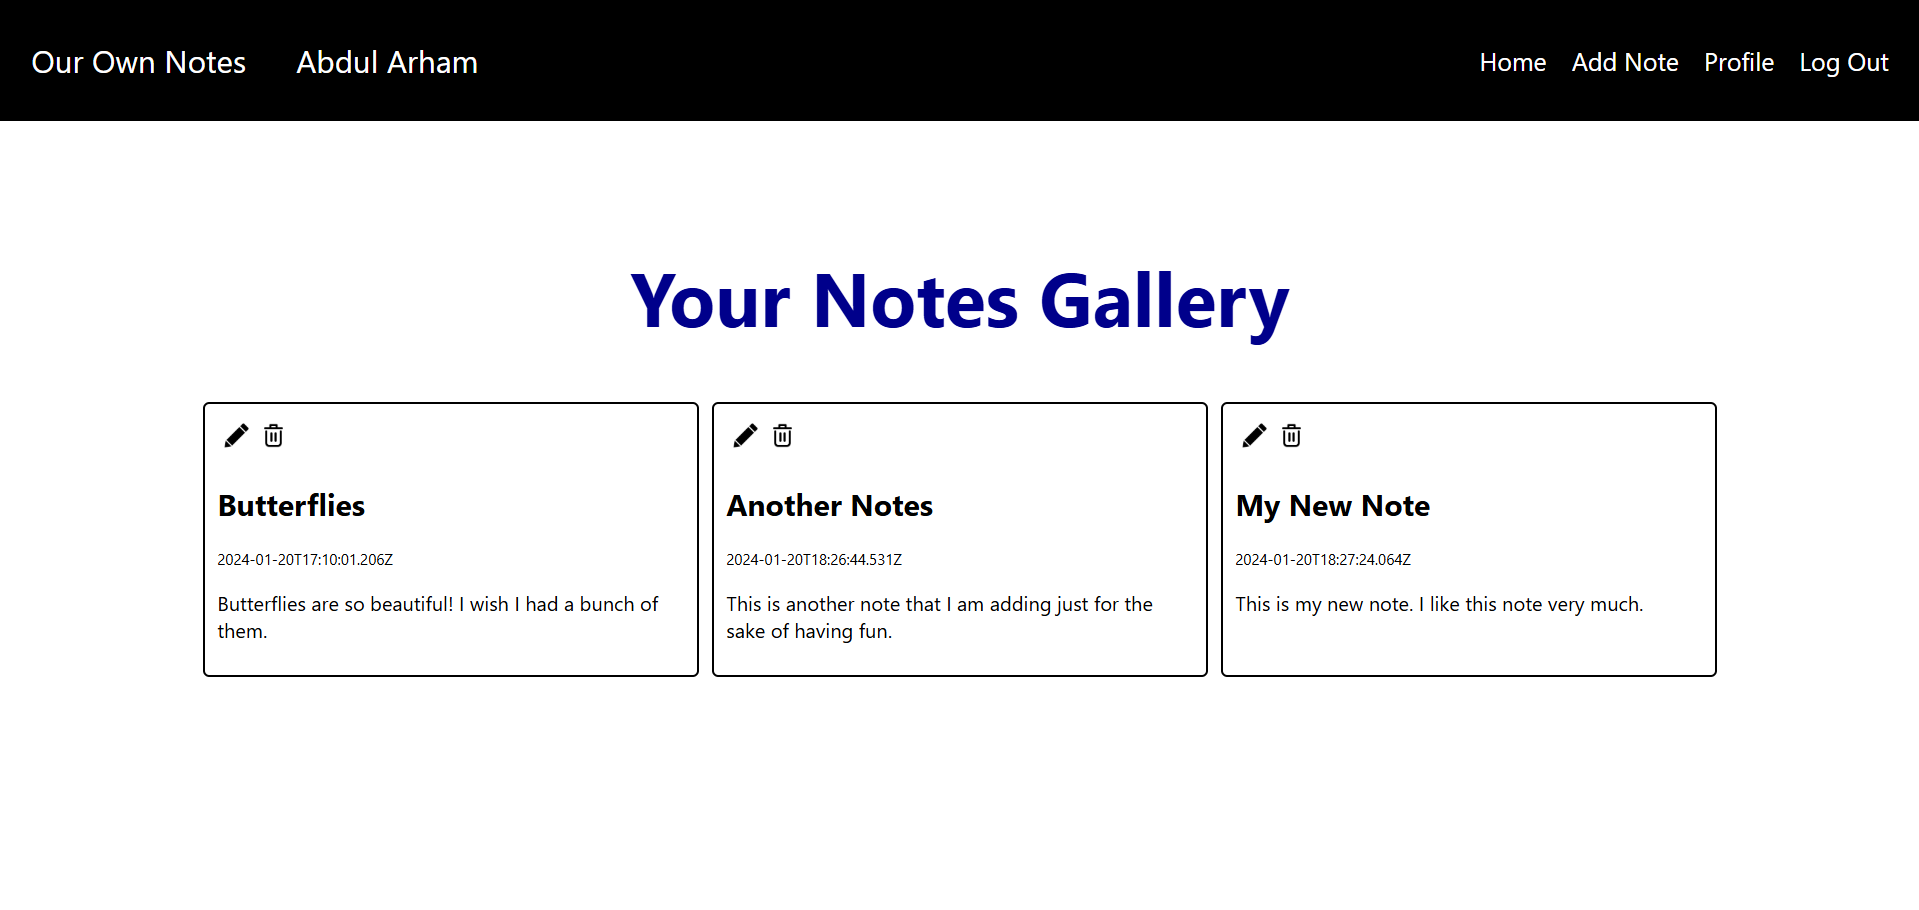 Our Own Notes Abdul Arham Home Add Note Profile Log Out
Your Notes Gallery
Butterflies
2024-01-20T17:10:01.206Z
Butterflies are so beautiful! I wish I had a bunch of
them.
Another Notes
2024-01-20T18:26:44.531Z
This is another note that I am adding just for the
sake of having fun.
My New Note
2024-01-20T18:27:24.064Z
This is my new note. I like this note very much.